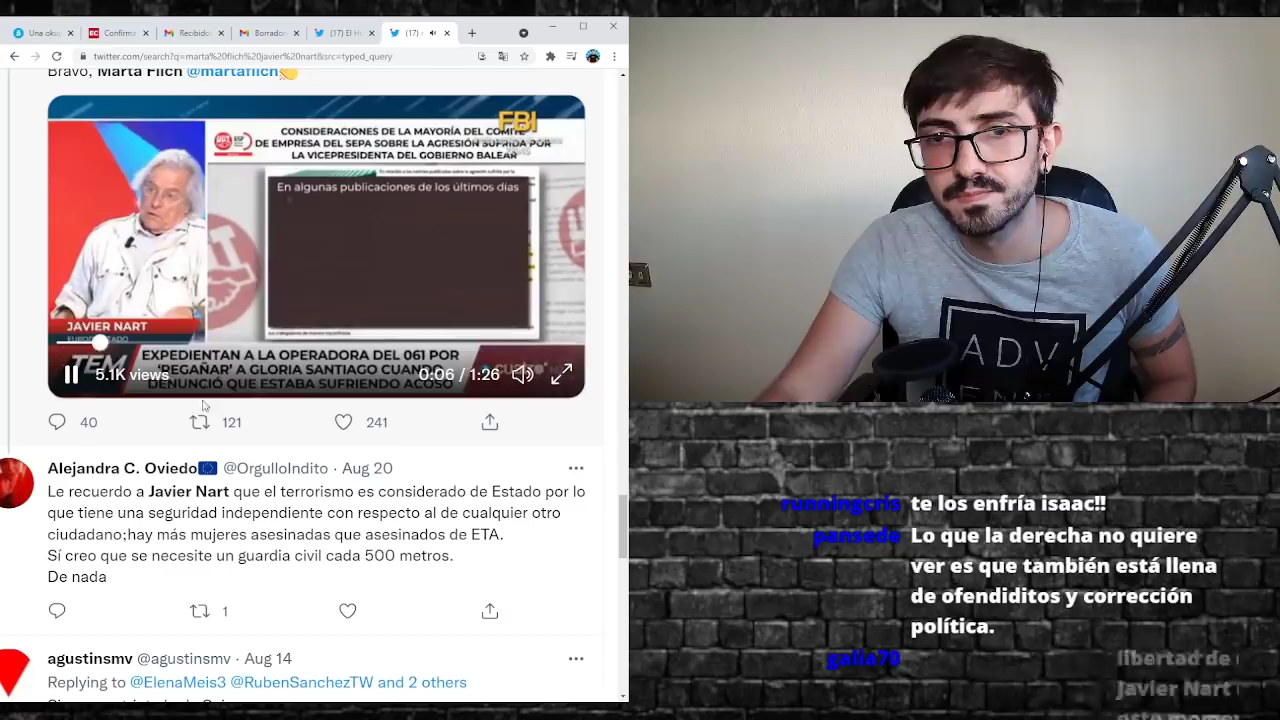 Una oku
Confirma
Recibido
Borrador
(17) El H
(17)
twitter.com/search?q=marta%20flich%20javier%20nart&src=typed_query
Bravo, Marta Flich @martaflich
FBI
CONSIDERACIONES DE LA MAYORÍA DEL COMITÉ
DE EMPRESA DEL SEPA SOBRE LA AGRESIÓN SUFRIDA POR
LA VICEPRESIDENTA DEL GOBIERNO BALEAR
En algunas publicaciones de los últimos días
JAVIER NART
TEM
EXPEDIENTAN A LA OPERADORA DEL 061 POR
'REGAÑAR' A GLORIA SANTIAGO CUANDO
DENUNCIÓ QUE ESTABA SUFRIENDO ACOSO
5.1K views
0:06 / 1:26
40
121
241
Alejandra C. Oviedo @OrgulloIndito · Aug 20
Le recuerdo a Javier Nart que el terrorismo es considerado de Estado por lo
que tiene seguridad independiente con respecto al de cualquier otro
ciudadano;hay más mujeres asesinadas que asesinados de ETA.
Sí creo que se necesite un guardia civil cada 500 metros.
De nada
1
agustinsmv @agustinsmv · Aug 14
Replying to @ElenaMeis3 @RubenSanchezTW and 2 others
ADV
runningcris te los enfría isaac!!
pansede Lo que la derecha no quiere
ver es que también está llena
de ofendiditos y corrección
política.
galia70
libertad de
Javier Nart